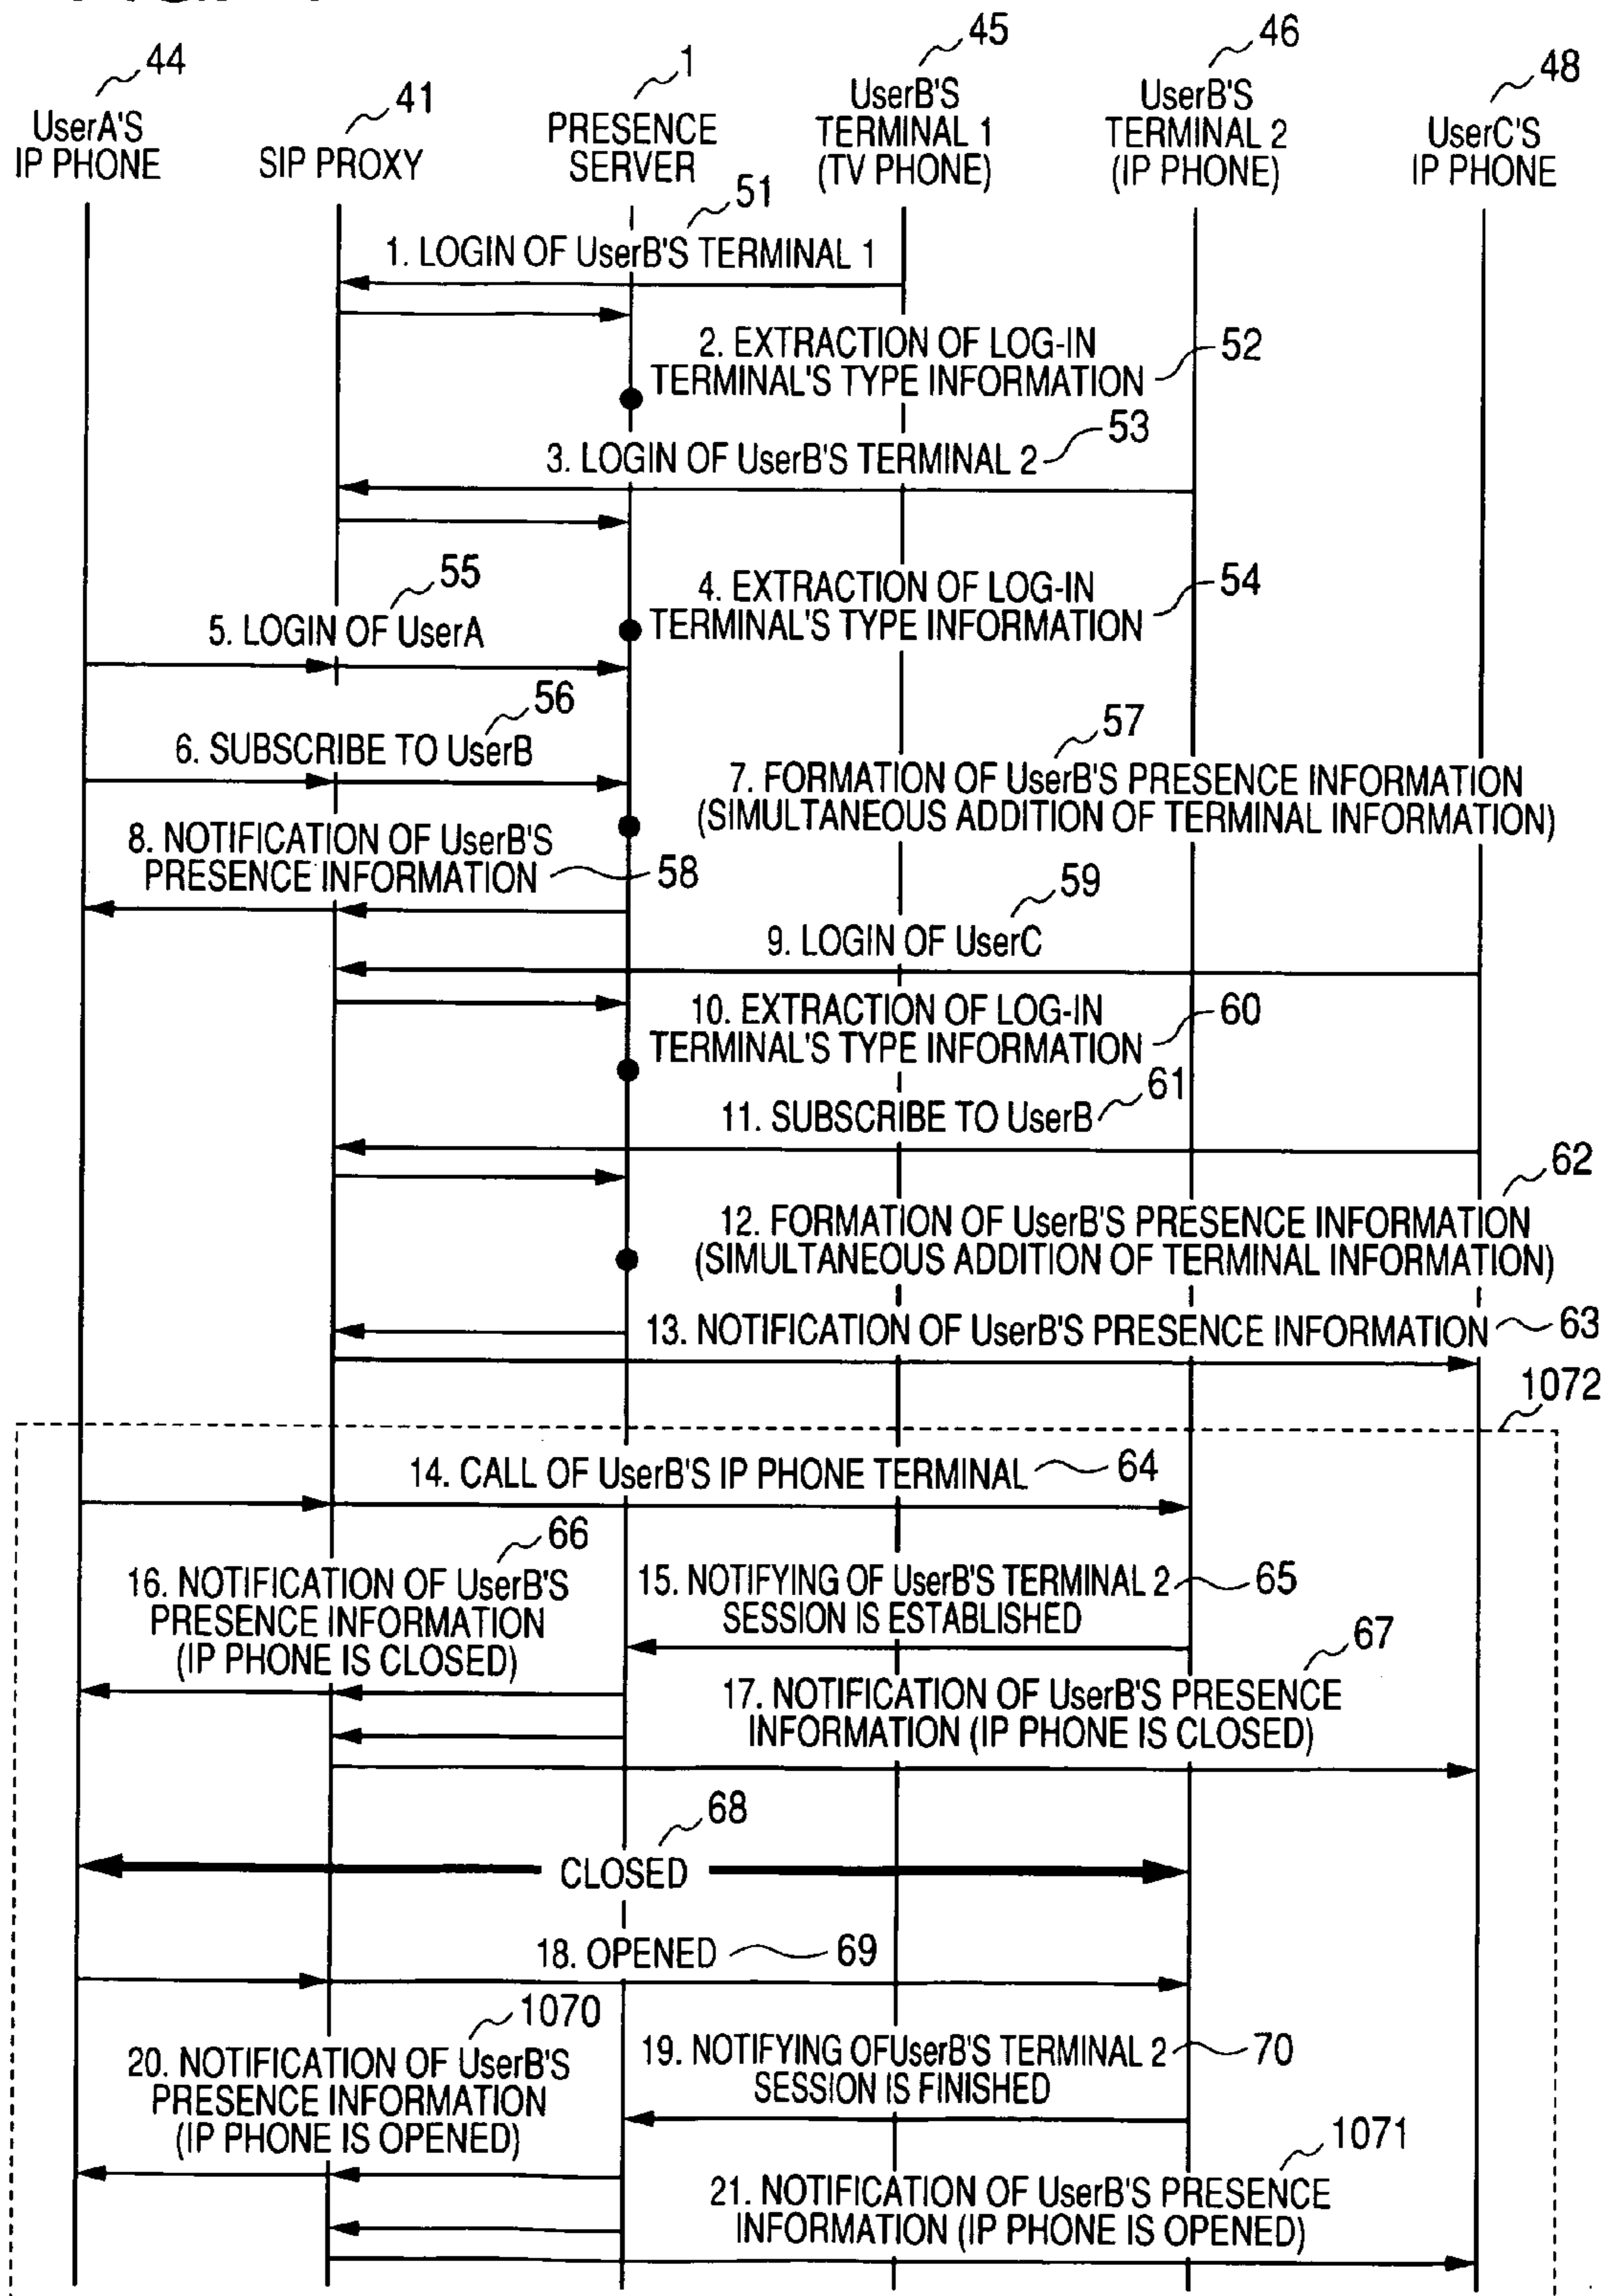 44
UserA'S
IP PHONE
41
SIP PROXY
1
PRESENCE
SERVER
45
UserB'S
TERMINAL 1
(TV PHONE)
46
UserB'S
TERMINAL 2
(IP PHONE)
48
UserC'S
IP PHONE
51
1. LOGIN OF UserB'S TERMINAL 1
2. EXTRACTION OF LOG-IN
TERMINAL'S TYPE INFORMATION
52
53
3. LOGIN OF UserB'S TERMINAL 2
4. EXTRACTION OF LOG-IN
TERMINAL'S TYPE INFORMATION
54
55
5. LOGIN OF UserA
56
6. SUBSCRIBE TO UserB
57
7. FORMATION OF UserB'S PRESENCE INFORMATION
(SIMULTANEOUS ADDITION OF TERMINAL INFORMATION)
8. NOTIFICATION OF UserB'S
PRESENCE INFORMATION
58
59
9. LOGIN OF UserC
10. EXTRACTION OF LOG-IN
TERMINAL'S TYPE INFORMATION
60
61
11. SUBSCRIBE TO UserB
62
12. FORMATION OF UserB'S PRESENCE INFORMATION
(SIMULTANEOUS ADDITION OF TERMINAL INFORMATION)
13. NOTIFICATION OF UserB'S PRESENCE INFORMATION
63
1072
14. CALL OF UserB'S IP PHONE TERMINAL
64
66
16. NOTIFICATION OF UserB'S
PRESENCE INFORMATION
(IP PHONE IS CLOSED)
15. NOTIFYING OF UserB'S TERMINAL 2
SESSION IS ESTABLISHED
65
67
17. NOTIFICATION OF UserB'S PRESENCE
INFORMATION (IP PHONE IS CLOSED)
68
CLOSED
18. OPENED
69
1070
20. NOTIFICATION OF UserB'S
PRESENCE INFORMATION
(IP PHONE IS OPENED)
19. NOTIFYING OFUserB'S TERMINAL 2
SESSION IS FINISHED
70
1071
21. NOTIFICATION OF UserB'S PRESENCE
INFORMATION (IP PHONE IS OPENED)